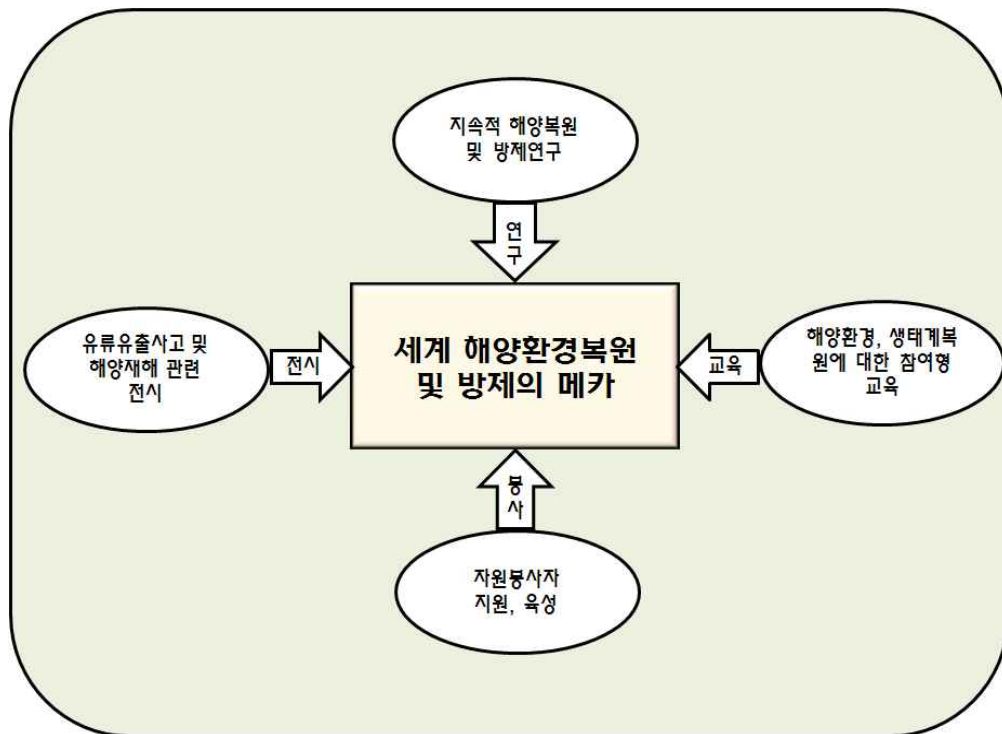 지속적 해양복원
및 방제연구
연
구
유류유출사고 및
해양재해 관련
전시
전시
세계 해양환경복원
및 방제의 메카
교육
해양환경, 생태계복
원에 대한 참여형
교육
봉
사
자원봉사자
지원, 육성